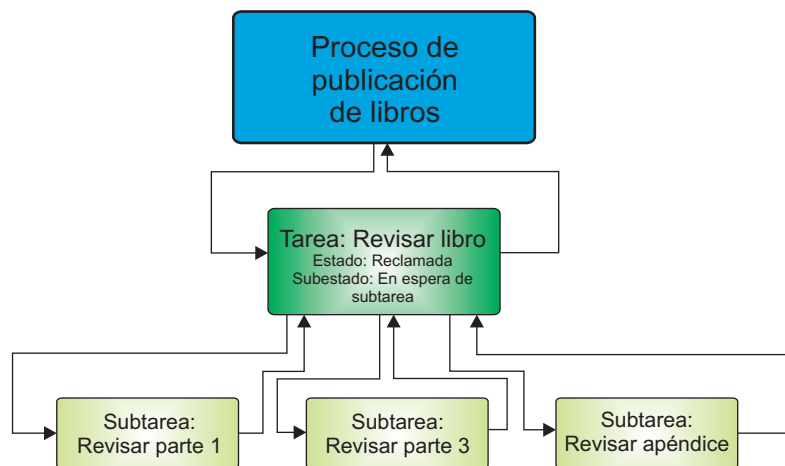 Proceso de
publicación
de libros
Tarea: Revisar libro
Estado: Reclamada
Subestado: En espera de
subtarea
Subtarea:
Revisar parte 1
Subtarea:
Revisar parte 3
Subtarea:
Revisar apéndice